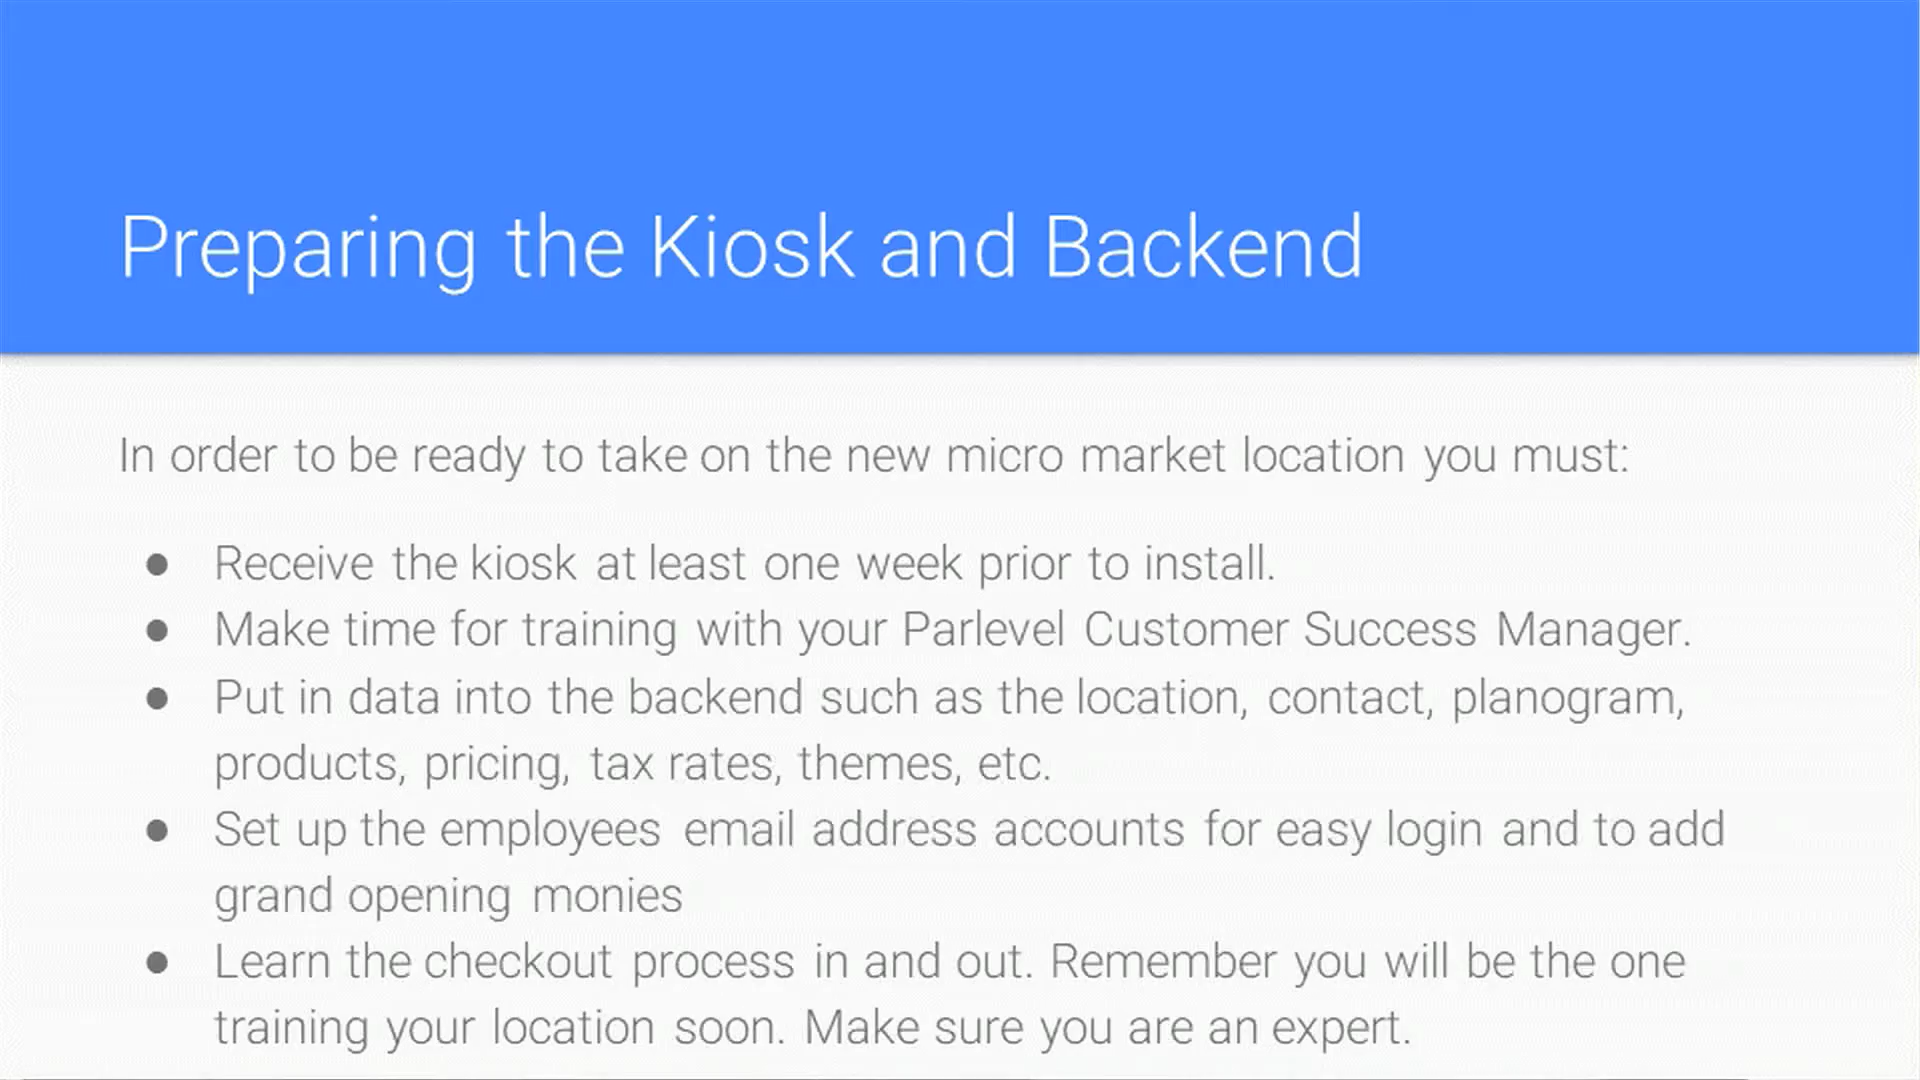 Preparing the Kiosk and Backend
In order to be ready to take on the new micro market location you must:
● Receive the kiosk at least one week prior to install.
● Make time for training with your Parlevel Customer Success Manager.
● Put in data into the backend such as the location, contact, planogram,
products, pricing, tax rates, themes, etc.
● Set up the employees email address accounts for easy login and to add
grand opening monies
● Learn the checkout process in and out. Remember you will be the one
training your location soon. Make sure you are an expert.